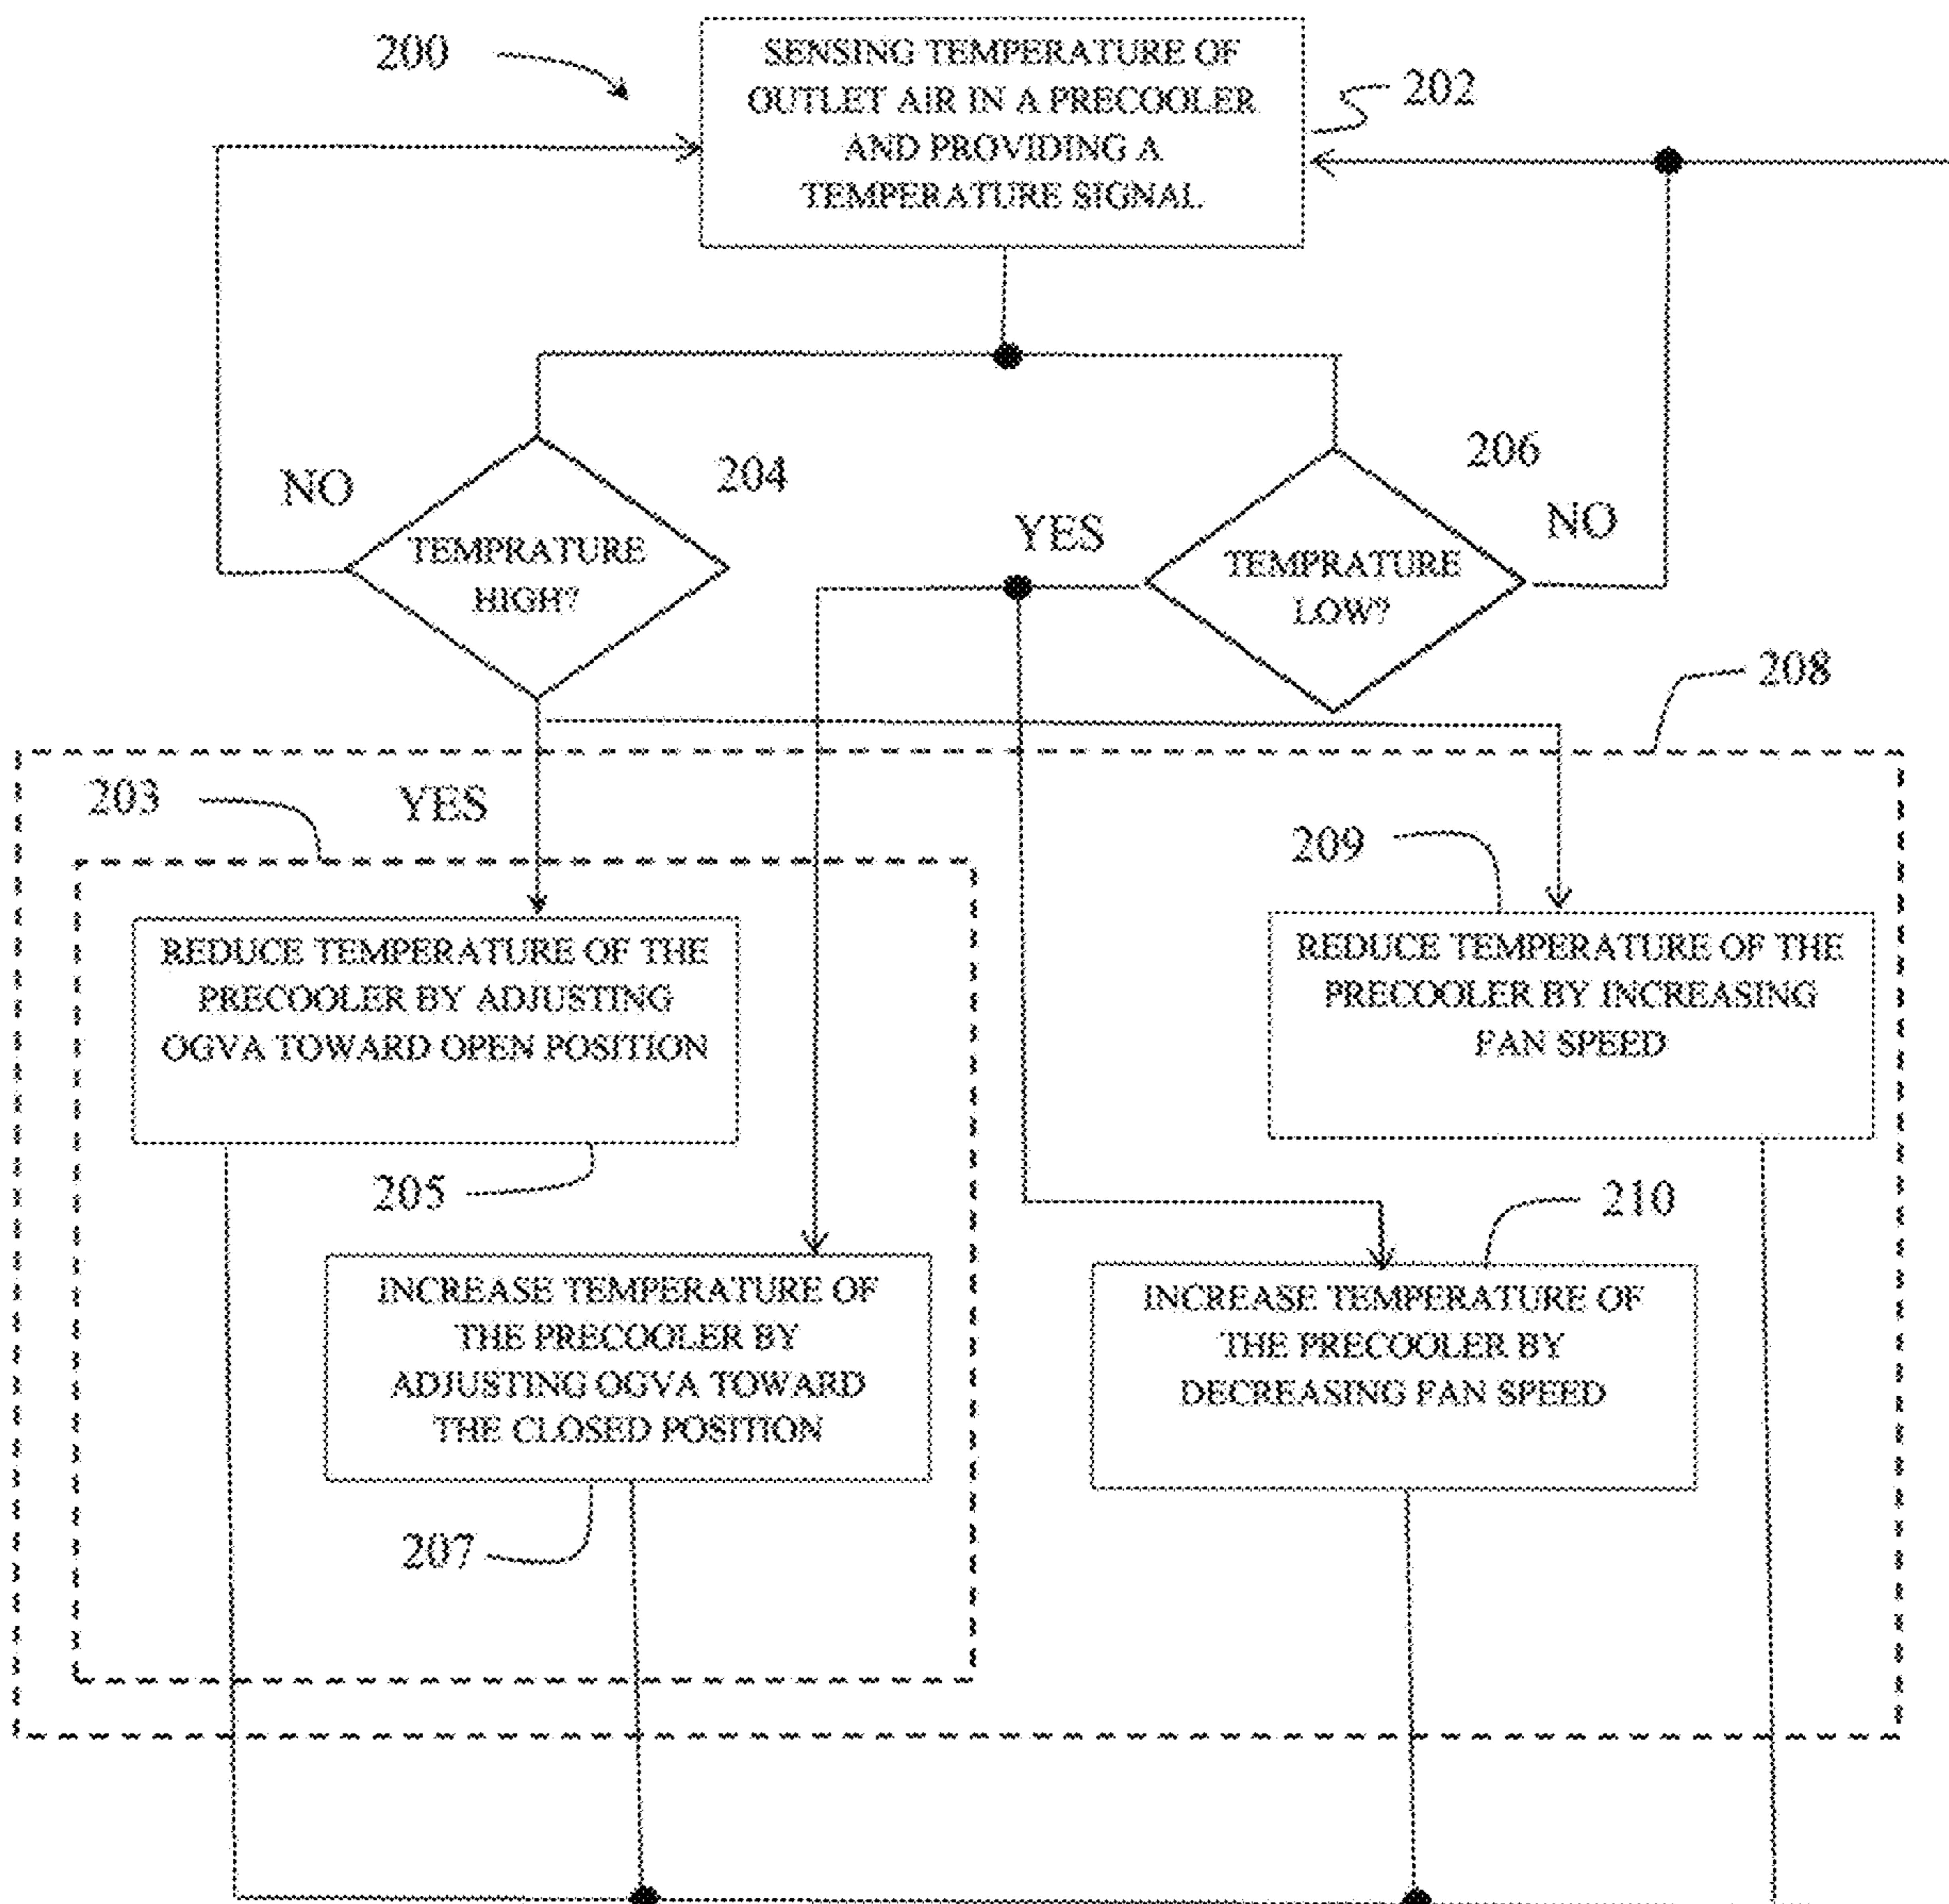 200
SENSING TEMPERATURE OF
OUTLET AIR IN A PRECOOLER
AND PROVIDING A
TEMPERATURE SIGNAL
202
204
206
NO
YES
NO
TEMPRATURE
HIGH?
TEMPRATURE
LOW?
208
203
YES
209
REDUCE TEMPERATURE OF THE
PRECOOLER BY ADJUSTING
OGVA TOWARD OPEN POSITION
REDUCE TEMPERATURE OF THE
PRECOOLER BY INCREASING
FAN SPEED
205
210
INCREASE TEMPERATURE OF
THE PRECOOLER BY
ADJUSTING OGVA TOWARD
THE CLOSED POSITION
INCREASE TEMPERATURE OF
THE PRECOOLER BY
DECREASING FAN SPEED
207